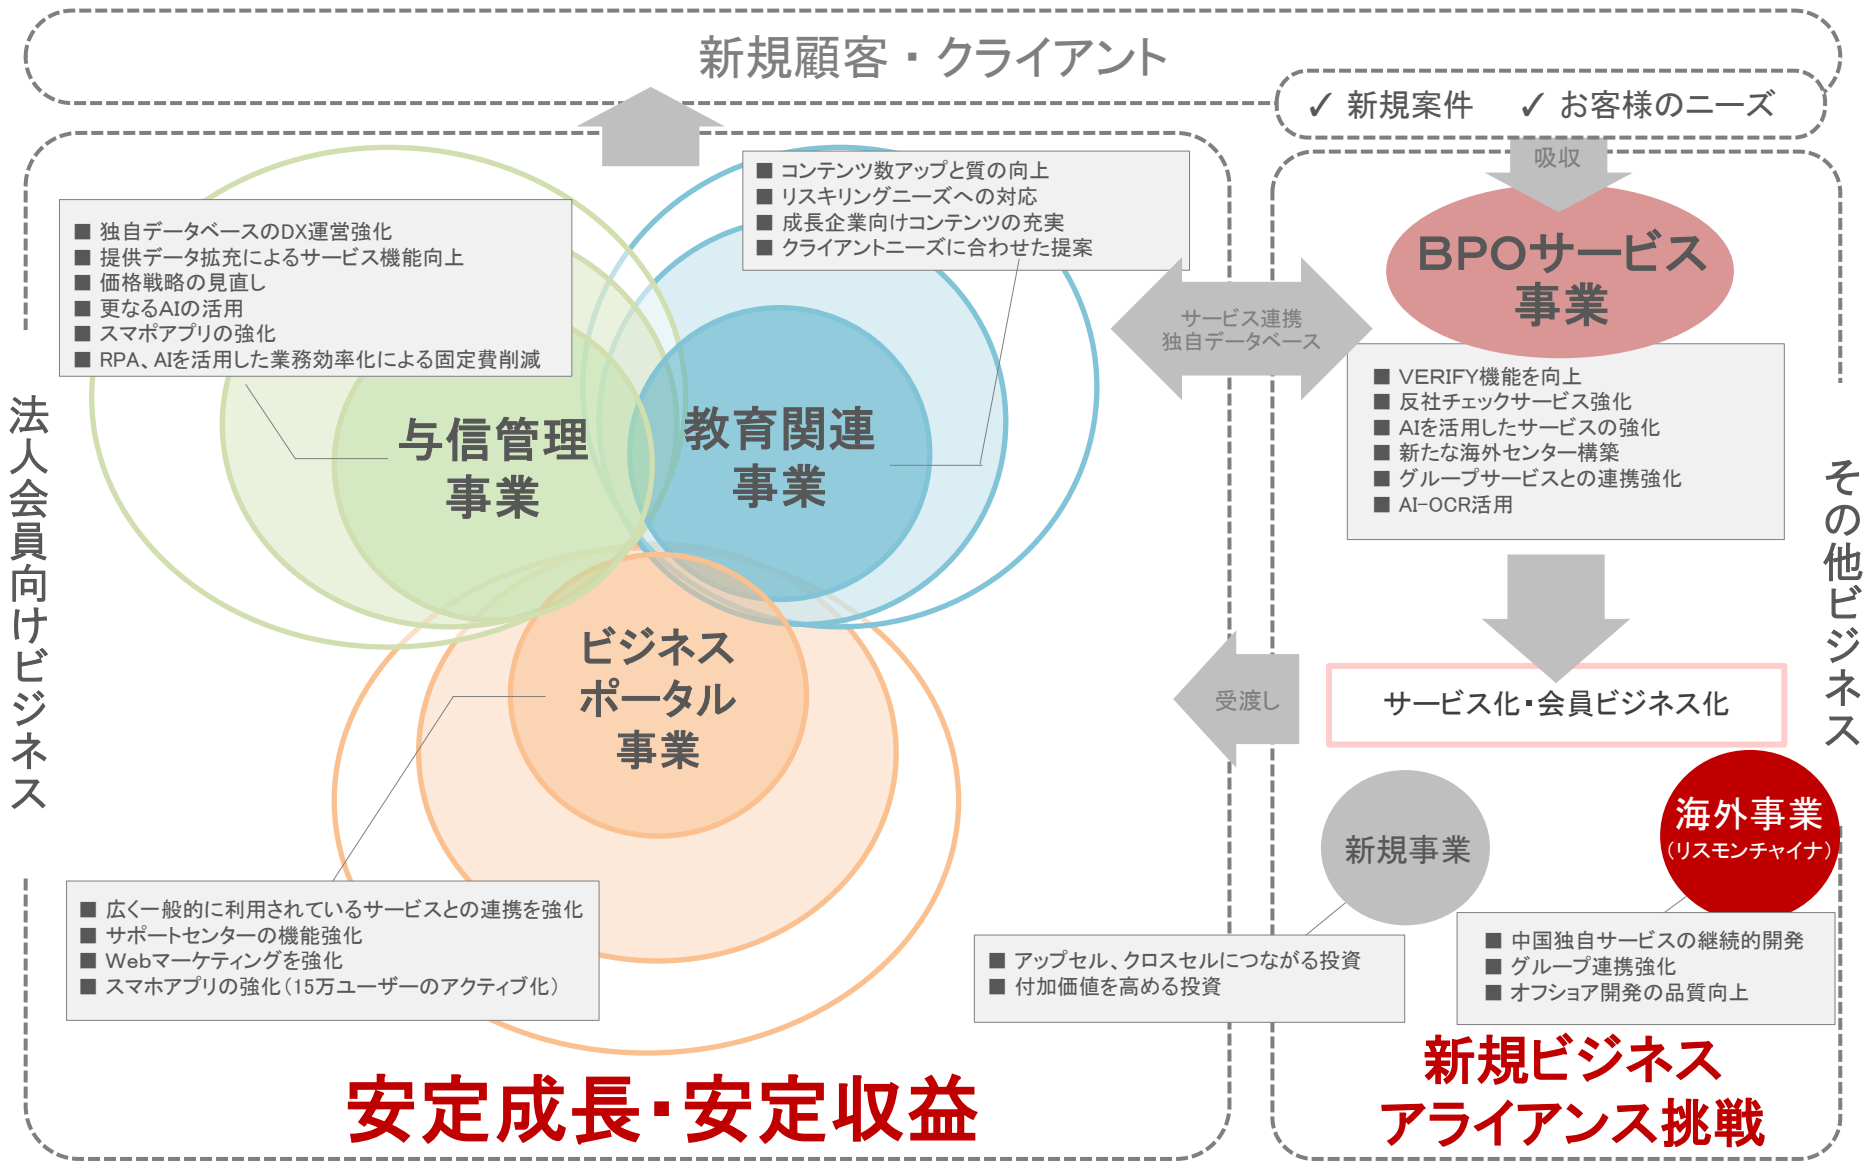 新規顧客・クライアント
✓ 新規案件 ✓ お客様のニーズ
吸収
法人会員向けビジネス
■ 独自データベースのDX運営強化
■ 提供データ拡充によるサービス機能向上
■ 価格戦略の見直し
■ 更なるAIの活用
■ スマポアプリの強化
■ RPA、AIを活用した業務効率化による固定費削減
■ コンテンツ数アップと質の向上
■ リスキリングニーズへの対応
■ 成長企業向けコンテンツの充実
■ クライアントニーズに合わせた提案
与信管理
事業
教育関連
事業
ビジネス
ポータル
事業
■ 広く一般的に利用されているサービスとの連携を強化
■ サポートセンターの機能強化
■ Webマーケティングを強化
■ スマホアプリの強化(15万ユーザーのアクティブ化)
安定成長・安定収益
サービス連携
独自データベース
受渡し
BPOサービス
事業
■ VERIFY機能を向上
■ 反社チェックサービス強化
■ AIを活用したサービスの強化
■ 新たな海外センター構築
■ グループサービスとの連携強化
■ AI-OCR活用
サービス化・会員ビジネス化
その他ビジネス
新規事業
海外事業
(リスモンチャイナ)
■ アップセル、クロスセルにつながる投資
■ 付加価値を高める投資
■ 中国独自サービスの継続的開発
■ グループ連携強化
■ オフショア開発の品質向上
新規ビジネス
アライアンス挑戦